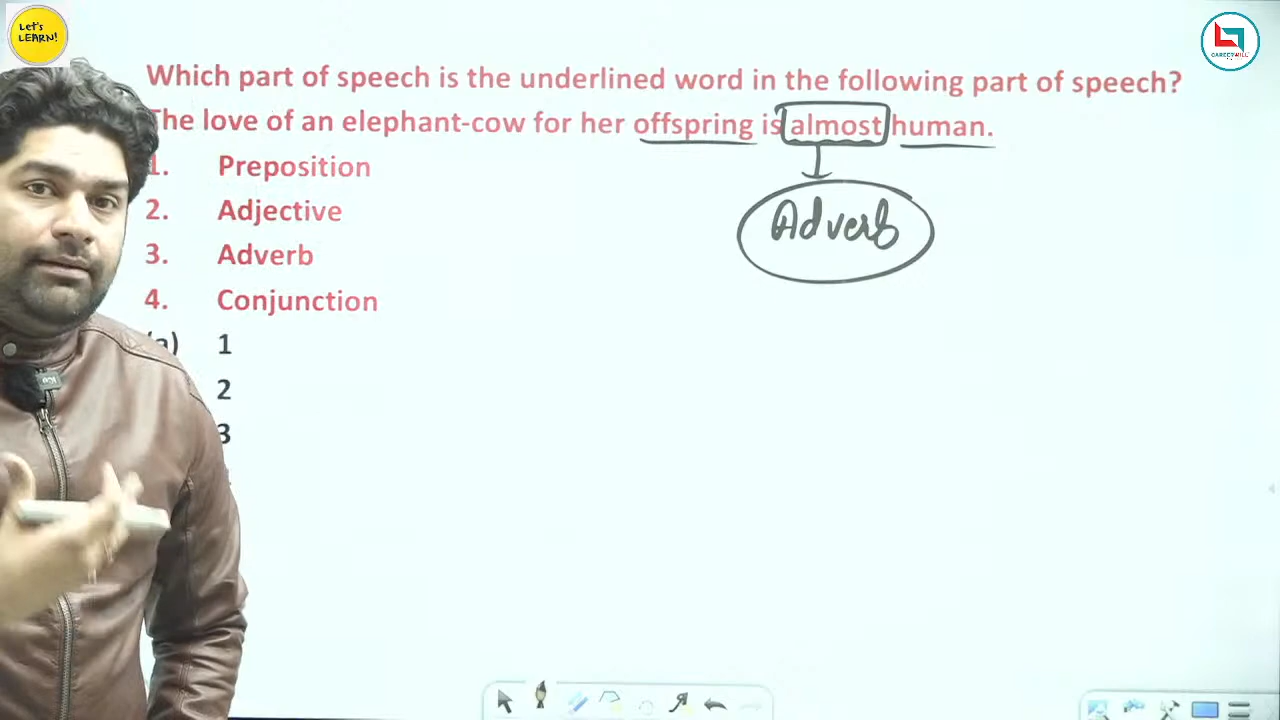 Let's
LEARN!
CAREERWILL
Which part of speech is the underlined word in the following part of speech?
The love of an elephant-cow for her offspring is almost human.
1. Preposition
2. Adjective
3. Adverb
4. Conjunction
(a) 1
2
3
Adverb